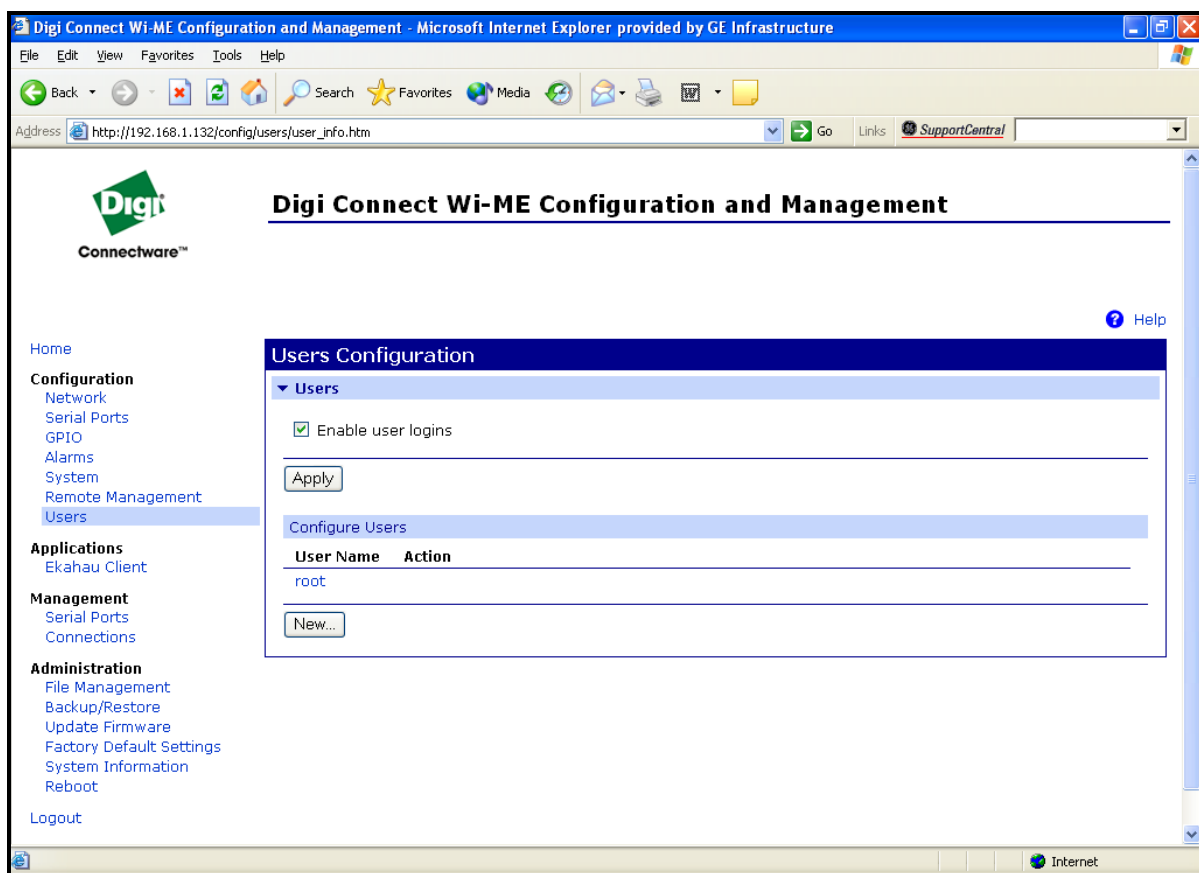 Digi Connect Wi-ME Configuration and Management - Microsoft Internet Explorer provided by GE Infrastructure
File Edit View Favorites Tools Help
Back Search Favorites Media
Address http://192.168.1.132/config/users/user_info.htm Go Links SupportCentral
Digi
Connectware™
Digi Connect Wi-ME Configuration and Management
Help
Home
Configuration
Network
Serial Ports
GPIO
Alarms
System
Remote Management
Users
Applications
Ekahau Client
Management
Serial Ports
Connections
Administration
File Management
Backup/Restore
Update Firmware
Factory Default Settings
System Information
Reboot
Logout
Users Configuration
Users
Enable user logins
Apply
Configure Users
User Name Action
root
New...
Internet